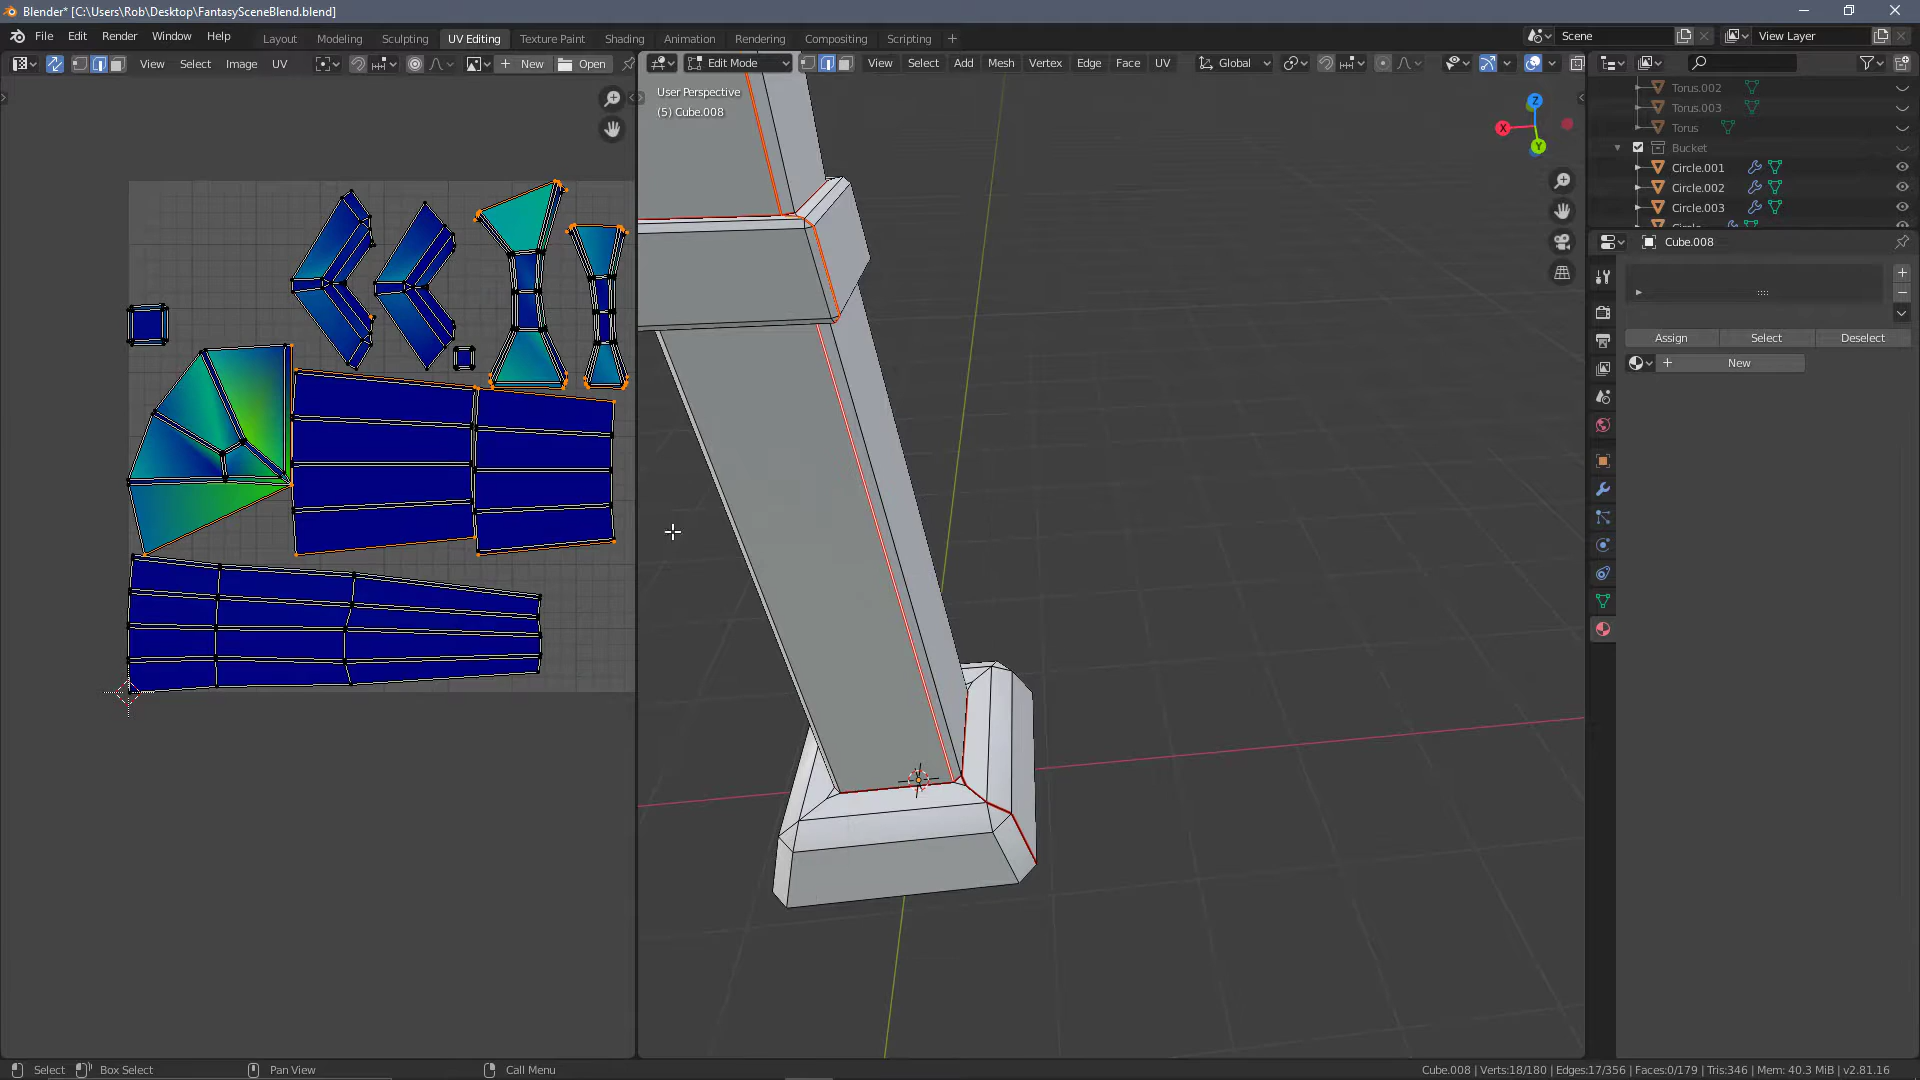 Blender* [C:\Users\Rob\Desktop\FantasySceneBlend.blend]
File Edit Render Window Help
Layout Modeling Sculpting UV Editing Texture Paint Shading Animation Rendering Compositing Scripting
Scene View Layer
View Select Image UV New Open
Edit Mode View Select Add Mesh Vertex Edge Face UV Global
User Perspective
(5) Cube.008
X Y Z
Torus.002
Torus.003
Torus
Bucket
Circle.001
Circle.002
Circle.003
Cube.008
Assign Select Deselect
New
Select Box Select Pan View Call Menu
Cube.008 | Verts:18/180 | Edges:17/356 | Faces:0/179 | Tris:346 | Mem: 40.3 MiB | v2.81.16